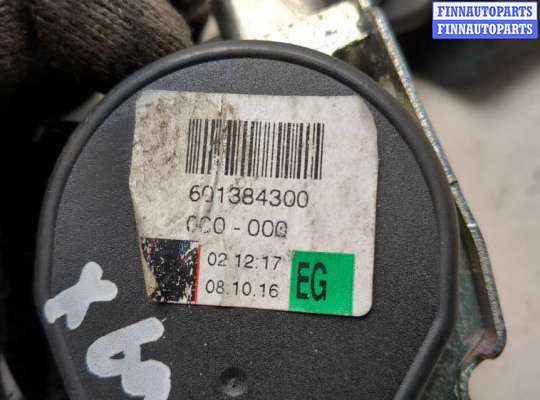 FINNAUTOPARTS
FINNAUTOPARTS
601384300
000-000
02 12:17
08.10.16 EG